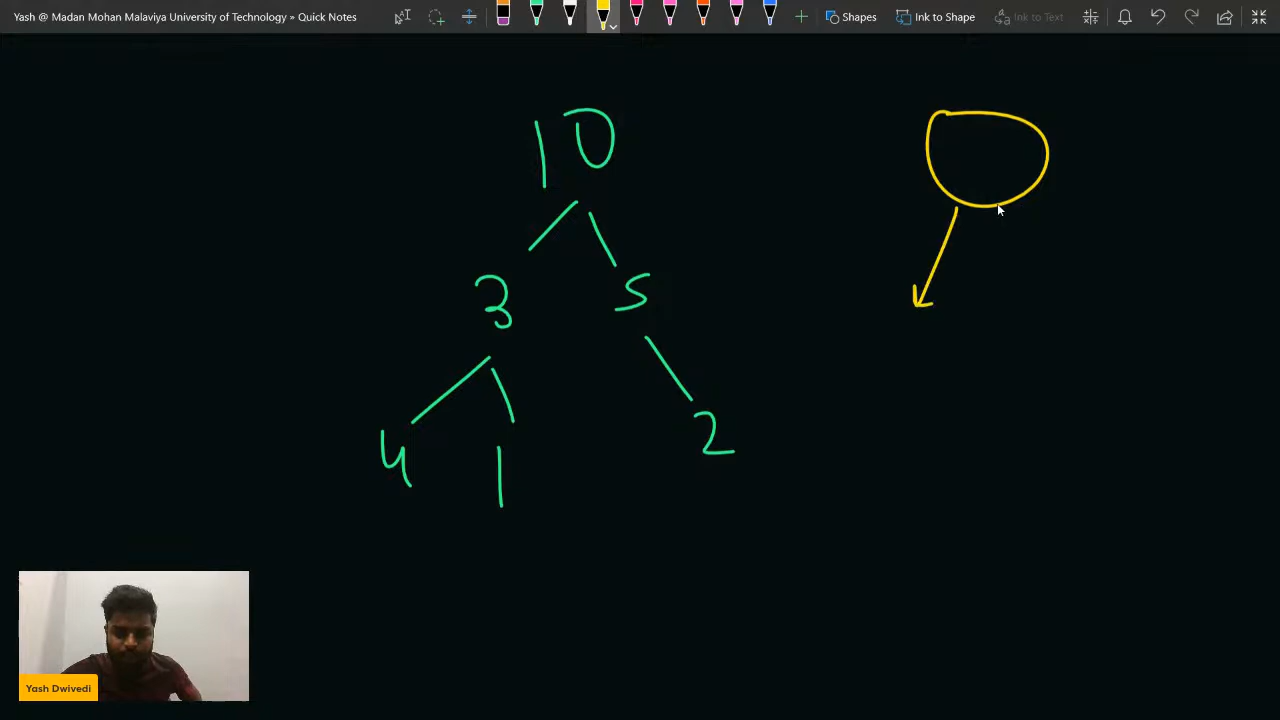 Yash @ Madan Mohan Malaviya University of Technology » Quick Notes
Shapes
Ink to Shape
Ink to Text
10
3 5
4 1 2
Yash Dwivedi